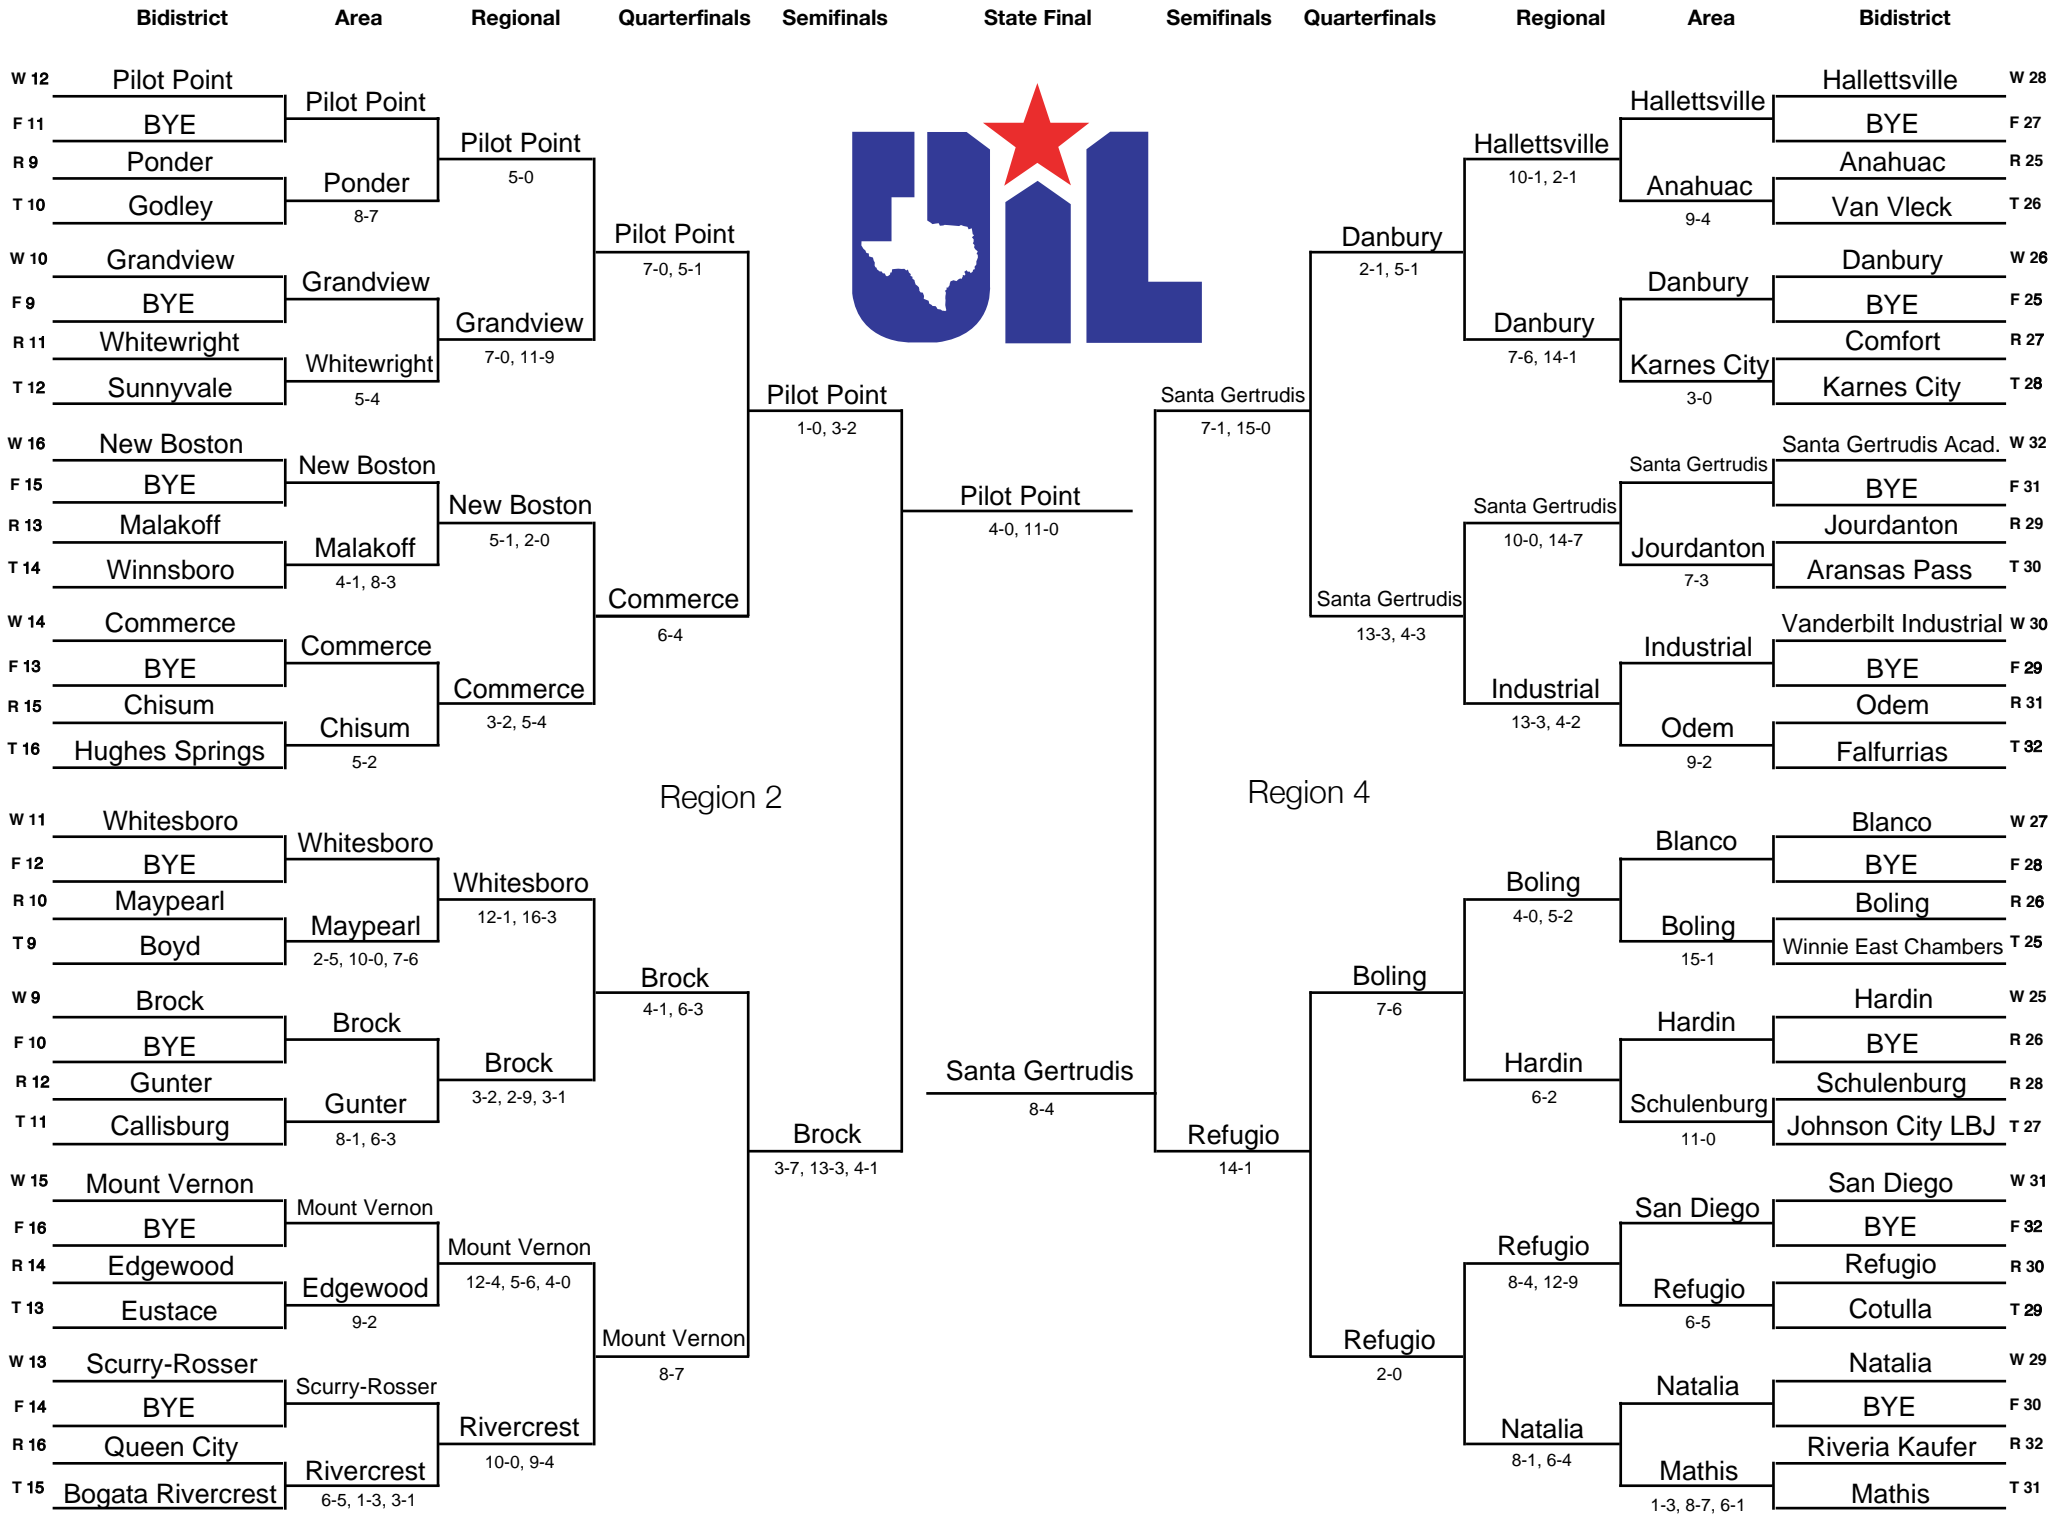 Bidistrict Area Regional Quarterfinals Semifinals State Final Semifinals Quarterfinals Regional Area Bidistrict
W 12 Pilot Point
F 11 BYE
Pilot Point
R 9 Ponder
T 10 Godley
Ponder
8-7
Pilot Point
5-0
W 10 Grandview
F 9 BYE
Grandview
R 11 Whitewright
T 12 Sunnyvale
Whitewright
5-4
Grandview
7-0, 11-9
Pilot Point
7-0, 5-1
W 16 New Boston
F 15 BYE
New Boston
R 13 Malakoff
T 14 Winnsboro
Malakoff
4-1, 8-3
New Boston
5-1, 2-0
W 14 Commerce
F 13 BYE
Commerce
R 15 Chisum
T 16 Hughes Springs
Chisum
5-2
Commerce
3-2, 5-4
Commerce
6-4
Pilot Point
1-0, 3-2
Region 2
W 11 Whitesboro
F 12 BYE
Whitesboro
R 10 Maypearl
T 9 Boyd
Maypearl
2-5, 10-0, 7-6
Whitesboro
12-1, 16-3
W 9 Brock
F 10 BYE
Brock
R 12 Gunter
T 11 Callisburg
Gunter
8-1, 6-3
Brock
3-2, 2-9, 3-1
Brock
4-1, 6-3
W 15 Mount Vernon
F 16 BYE
Mount Vernon
R 14 Edgewood
T 13 Eustace
Edgewood
9-2
Mount Vernon
12-4, 5-6, 4-0
W 13 Scurry-Rosser
F 14 BYE
Scurry-Rosser
R 16 Queen City
T 15 Bogata Rivercrest
Rivercrest
6-5, 1-3, 3-1
Rivercrest
10-0, 9-4
Mount Vernon
8-7
Brock
3-7, 13-3, 4-1
UIL
Pilot Point
4-0, 11-0
Santa Gertrudis
8-4
Hallettsville W 28
BYE F 27
Hallettsville
Anahuac R 25
Van Vleck T 26
Anahuac
9-4
Hallettsville
10-1, 2-1
Danbury W 26
BYE F 25
Danbury
Comfort R 27
Karnes City T 28
Karnes City
3-0
Danbury
7-6, 14-1
Danbury
2-1, 5-1
Santa Gertrudis Acad. W 32
BYE F 31
Santa Gertrudis
Jourdanton R 29
Aransas Pass T 30
Jourdanton
7-3
Santa Gertrudis
10-0, 14-7
Vanderbilt Industrial W 30
BYE F 29
Industrial
Odem R 31
Falfurrias T 32
Odem
9-2
Industrial
13-3, 4-2
Santa Gertrudis
13-3, 4-3
Santa Gertrudis
7-1, 15-0
Region 4
Blanco W 27
BYE F 28
Blanco
Boling R 26
Winnie East Chambers T 25
Boling
15-1
Boling
4-0, 5-2
Hardin W 25
BYE R 26
Hardin
Schulenburg R 28
Johnson City LBJ T 27
Schulenburg
11-0
Hardin
6-2
Boling
7-6
San Diego W 31
BYE F 32
San Diego
Refugio R 30
Cotulla T 29
Refugio
6-5
Refugio
8-4, 12-9
Natalia W 29
BYE F 30
Natalia
Riveria Kaufer R 32
Mathis T 31
Mathis
1-3, 8-7, 6-1
Natalia
8-1, 6-4
Refugio
2-0
Refugio
14-1